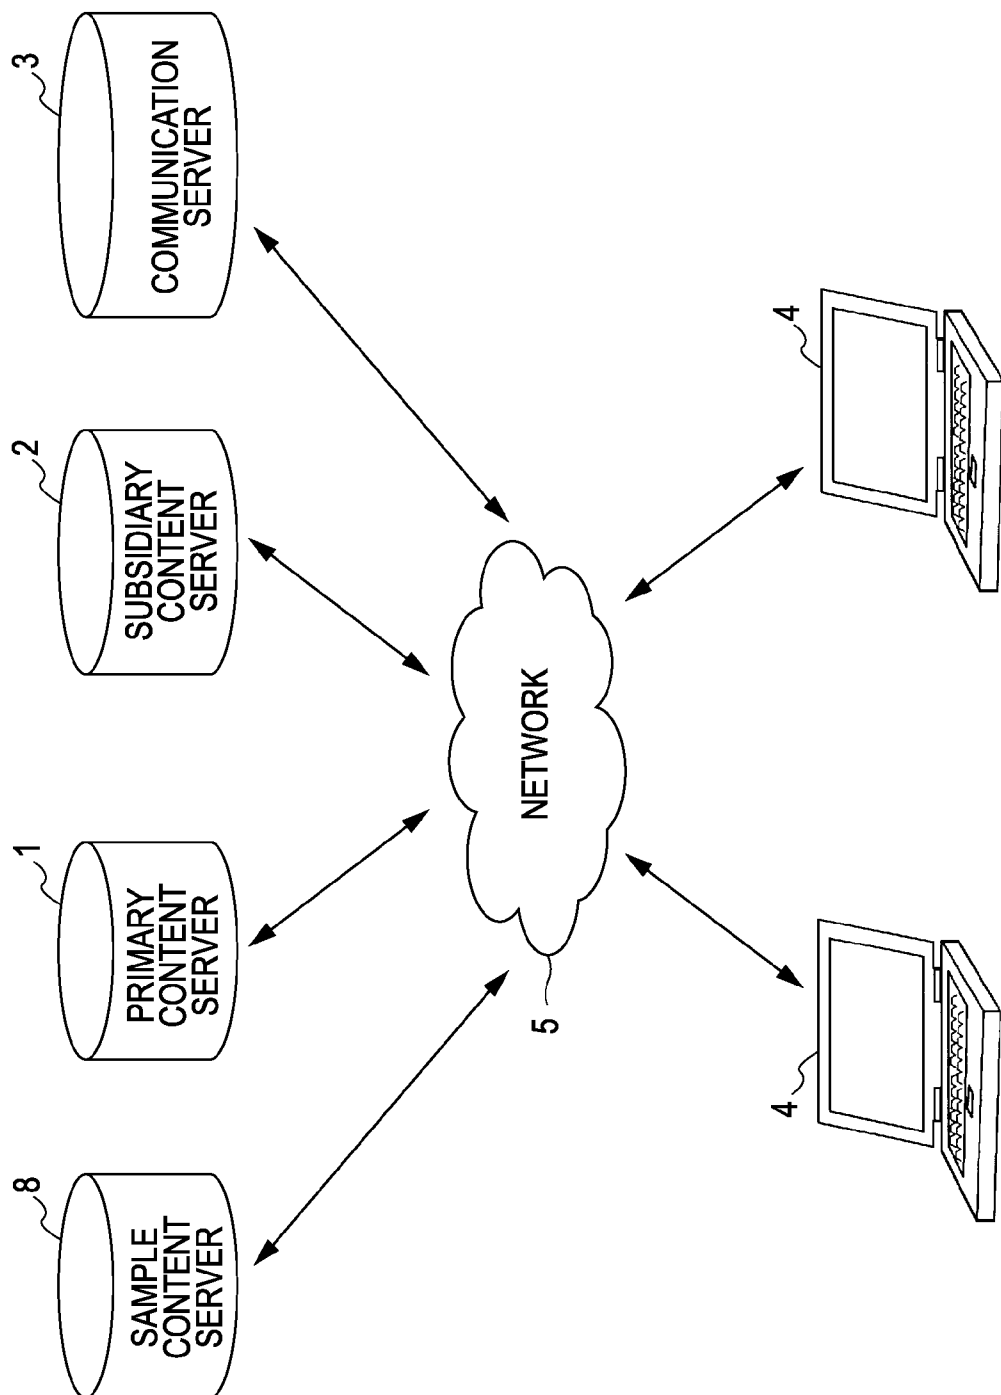 8
SAMPLE
CONTENT
SERVER
1
PRIMARY
CONTENT
SERVER
2
SUBSIDIARY
CONTENT
SERVER
3
COMMUNICATION
SERVER
NETWORK
5
4
4